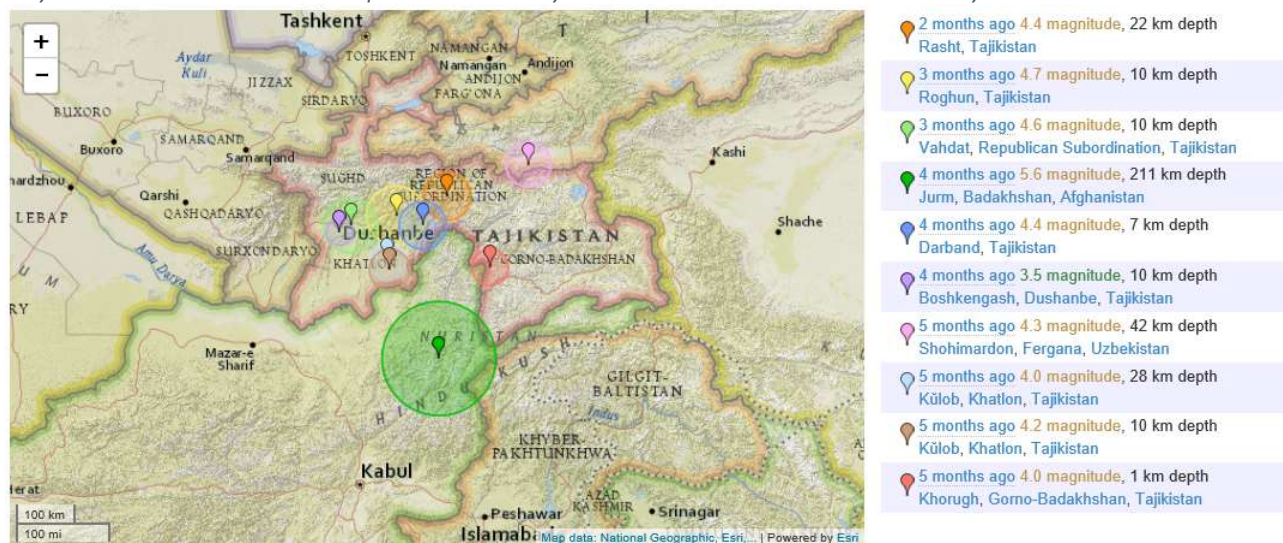 Tashkent
T
+
−
Aydar
Kuli
TOSHKENT
NAMANGAN
Namangan
Andijon
ANDIJON
FARG'ONA
JIZZAX
SIRDARYO
BUXORO
SAMARQAND
Buxoro
Samarqand
Kashi
nardzhou
Qarshi
SUGHD
REGION OF
REPUBLICAN
SUBORDINATION
LEBAP
QASHQADARYO
Shache
Dushanbe
TAJIKISTAN
SURXONDARYO
KHATLON
GORNO-BADAKHSHAN
Amu Darya
U M
RY
NURISTAN
Mazar-e
Sharif
HINDU KUSH
GILGIT-
BALTISTAN
Indus
KHYBER-
PAKHTUNKHWA
Kabul
AZAD
KASHMIR
100 km
100 mi
Peshawar
Srinagar
Islamaba
Map data: National Geographic, Esri,... | Powered by Esri
2 months ago 4.4 magnitude, 22 km depth
Rasht, Tajikistan
3 months ago 4.7 magnitude, 10 km depth
Roghun, Tajikistan
3 months ago 4.6 magnitude, 10 km depth
Vahdat, Republican Subordination, Tajikistan
4 months ago 5.6 magnitude, 211 km depth
Jurm, Badakhshan, Afghanistan
4 months ago 4.4 magnitude, 7 km depth
Darband, Tajikistan
4 months ago 3.5 magnitude, 10 km depth
Boshkengash, Dushanbe, Tajikistan
5 months ago 4.3 magnitude, 42 km depth
Shohimardon, Fergana, Uzbekistan
5 months ago 4.0 magnitude, 28 km depth
Kŭlob, Khatlon, Tajikistan
5 months ago 4.2 magnitude, 10 km depth
Kŭlob, Khatlon, Tajikistan
5 months ago 4.0 magnitude, 1 km depth
Khorugh, Gorno-Badakhshan, Tajikistan